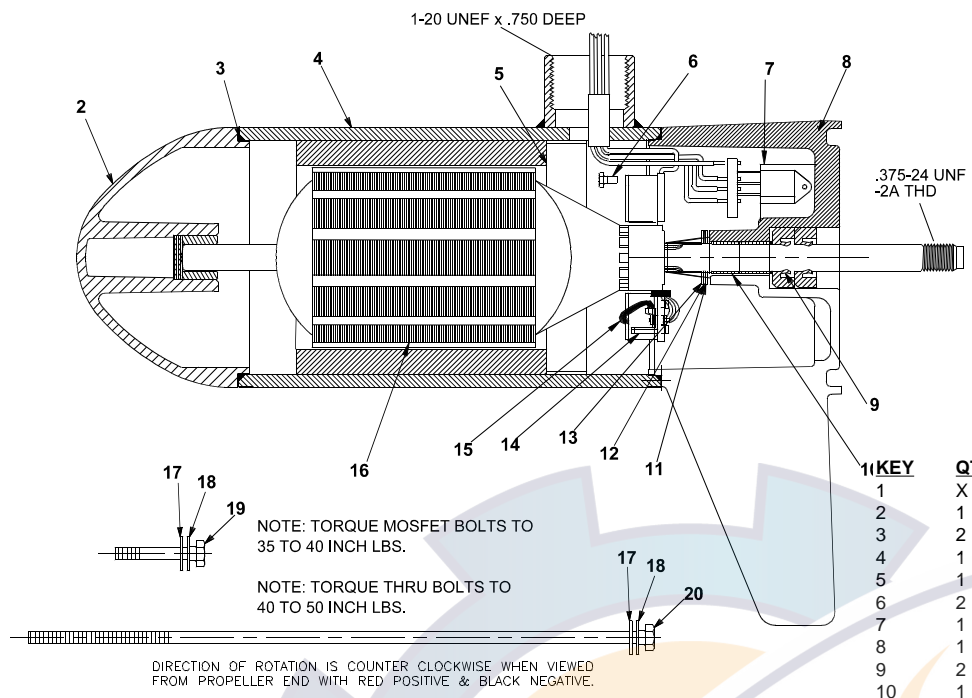 1-20 UNEF x .750 DEEP
2
3
4
5
6
7
8
.375-24 UNF
-2A THD
9
15
14
13
12
11
16
17
18
19
NOTE: TORQUE MOSFET BOLTS TO
35 TO 40 INCH LBS.
NOTE: TORQUE THRU BOLTS TO
40 TO 50 INCH LBS.
17
18
20
DIRECTION OF ROTATION IS COUNTER CLOCKWISE WHEN VIEWED
FROM PROPELLER END WITH RED POSITIVE & BLACK NEGATIVE.
KEY
1 X
2 1
3 2
4 1
5 1
6 2
7 1
8 1
9 2
10 1